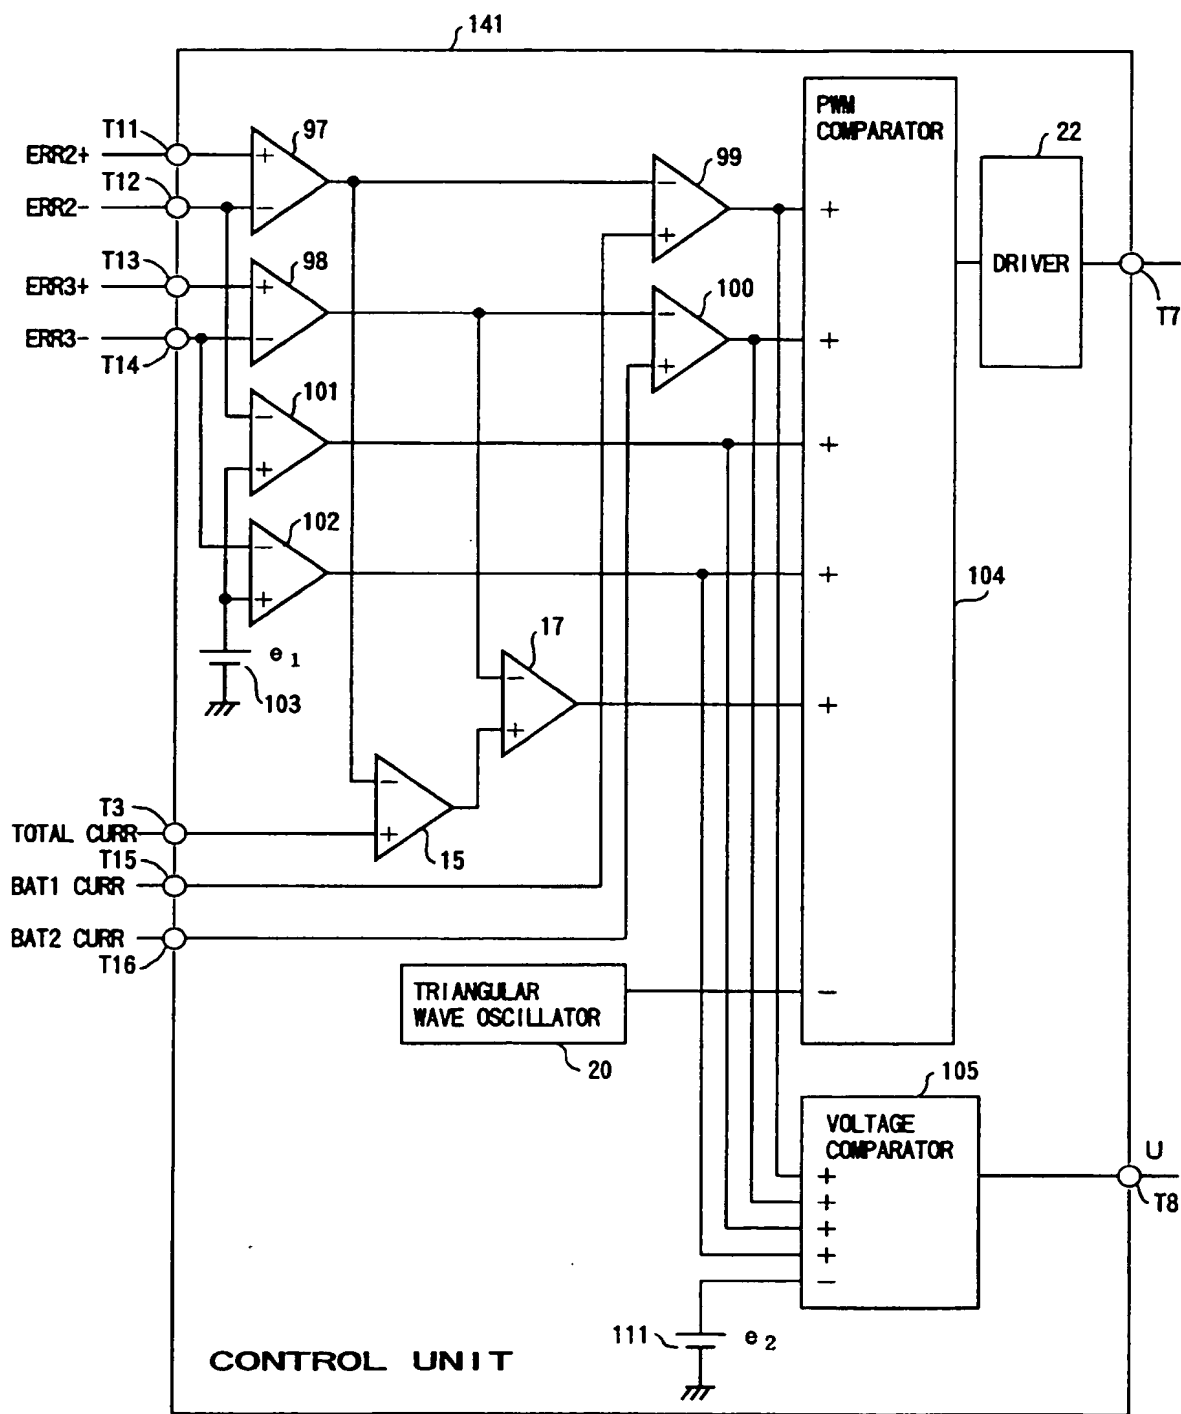 141
PWM
COMPARATOR
T11
97
22
ERR2+
+
99
T12
−
−
+
ERR2-
−
+
T13
98
DRIVER
ERR3+
+
100
T7
ERR3-
−
−
+
T14
+
101
−
+
+
102
−
+
104
+
17
e1
103
−
+
+
T3
−
TOTAL CURR
+
15
T15
BAT1 CURR
BAT2 CURR
T16
TRIANGULAR
WAVE OSCILLATOR
−
20
105
VOLTAGE
COMPARATOR
U
+
T8
+
+
+
−
111
e2
CONTROL UNIT